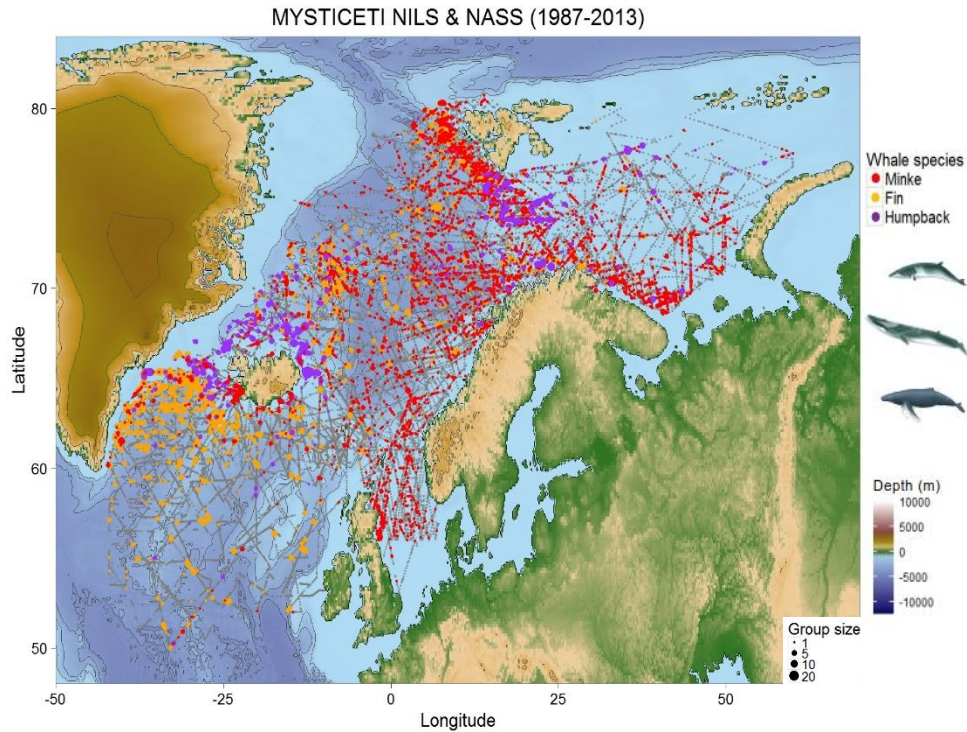 MYSTICETI NILS & NASS (1987-2013)
80
70
60
50
Latitude
-50
-25
0
25
50
Longitude
Whale species
Minke
Fin
Humpback
Depth (m)
10000
5000
0
-5000
-10000
Group size
1
5
10
20